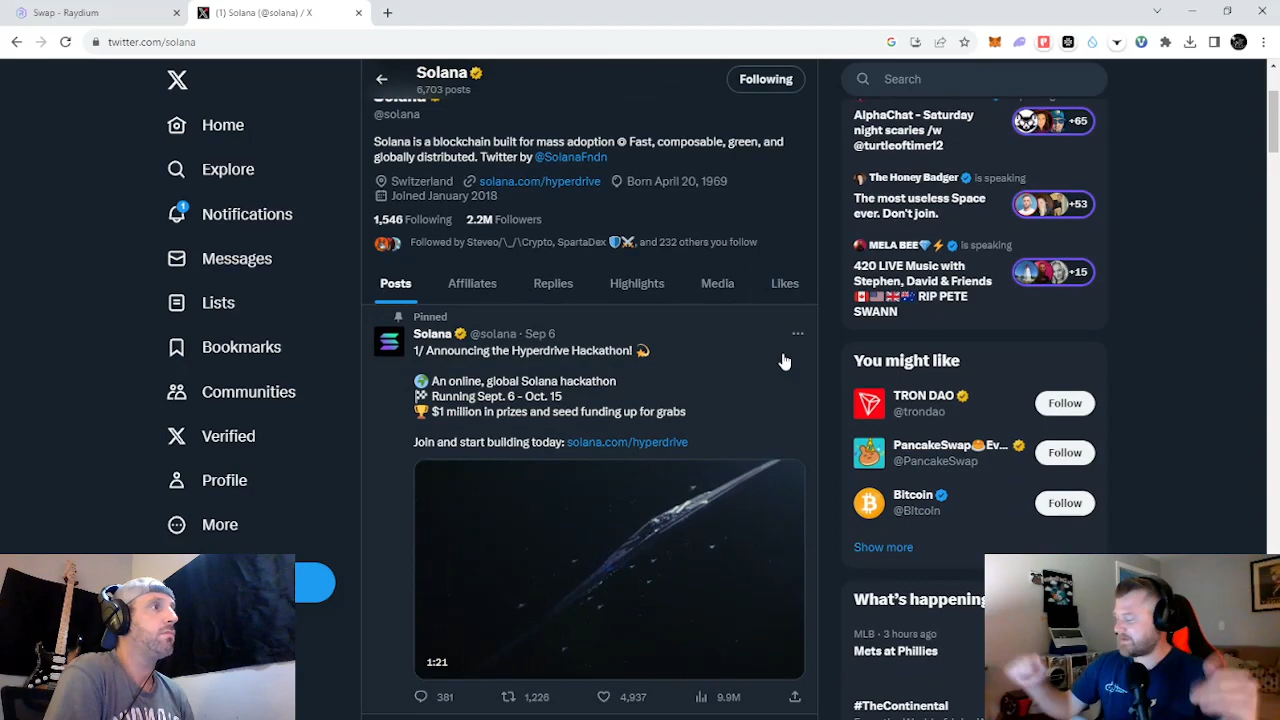 Swap - Raydium
(1) Solana (@solana) / X
twitter.com/solana
Solana
6,703 posts
Following
Search
Solana
@solana
Solana is a blockchain built for mass adoption ⚙ Fast, composable, green, and
globally distributed. Twitter by @SolanaFndn
Switzerland solana.com/hyperdrive Born April 20, 1969
Joined January 2018
1,546 Following 2.2M Followers
Followed by Steveo/\_/\Crypto, SpartaDex 🛡️⚔️, and 232 others you follow
Posts Affiliates Replies Highlights Media Likes
Pinned
Solana @solana · Sep 6
1/ Announcing the Hyperdrive Hackathon! 💫
🌍 An online, global Solana hackathon
🏁 Running Sept. 6 - Oct. 15
🏆 $1 million in prizes and seed funding up for grabs
Join and start building today: solana.com/hyperdrive
1:21
381 1,226 4,937 9.9M
X
Home
Explore
1
Notifications
Messages
Lists
Bookmarks
Communities
Verified
Profile
More
AlphaChat - Saturday
night scaries /w
@turtleoftime12
+65
The Honey Badger is speaking
The most useless Space
ever. Don't join.
+53
MELA BEE💎⚡ is speaking
420 LIVE Music with
Stephen, David & Friends
🇨🇦🇺🇸🇬🇧🇦🇺 RIP PETE
SWANN
+15
You might like
TRON DAO
@trondao
Follow
PancakeSwap🥞Ev...
@PancakeSwap
Follow
Bitcoin
@Bitcoin
Follow
Show more
What's happening
MLB · 3 hours ago
Mets at Phillies
#TheContinental